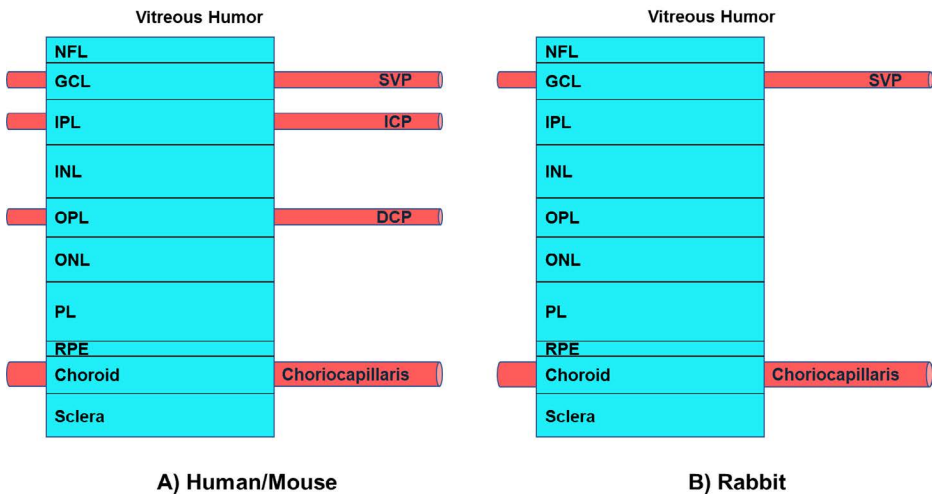 Vitreous Humor
NFL
GCL
SVP
IPL
ICP
INL
OPL
DCP
ONL
PL
RPE
Choroid
Choriocapillaris
Sclera
A) Human/Mouse
Vitreous Humor
NFL
GCL
SVP
IPL
INL
OPL
ONL
PL
RPE
Choroid
Choriocapillaris
Sclera
B) Rabbit